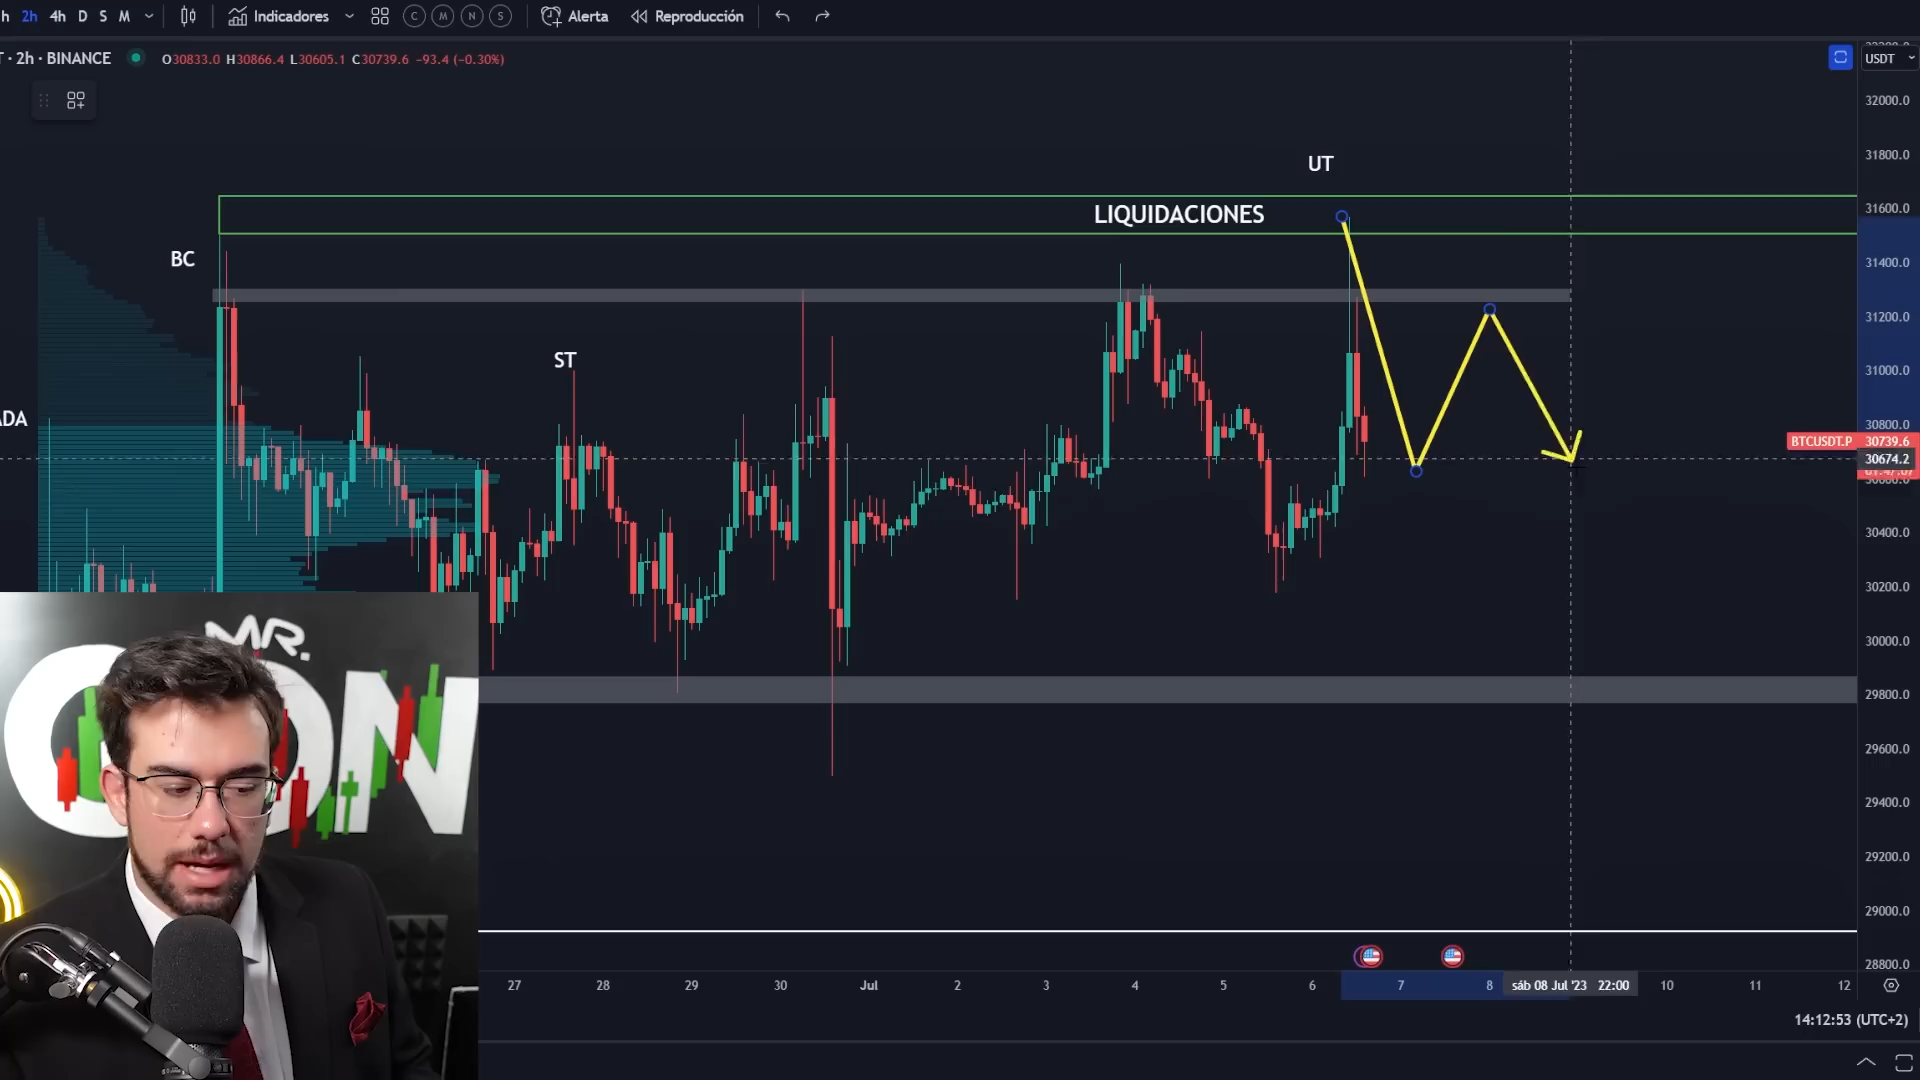 h 2h 4h D S M Indicadores C M N S Alerta Reproducción
T · 2h · BINANCE O30833.0 H30866.4 L30605.1 C30739.6 −93.4 (−0.30%)
USDT
32000.0
31800.0
31600.0
31400.0
31200.0
31000.0
30800.0
BTCUSDT.P 30739.6
30674.2
30600.0
30400.0
30200.0
30000.0
29800.0
29600.0
29400.0
29200.0
29000.0
28800.0
UT
LIQUIDACIONES
BC
ST
ADA
MR.
27 28 29 30 Jul 2 3 4 5 6 7 8 sáb 08 Jul '23 22:00 10 11 12
14:12:53 (UTC+2)